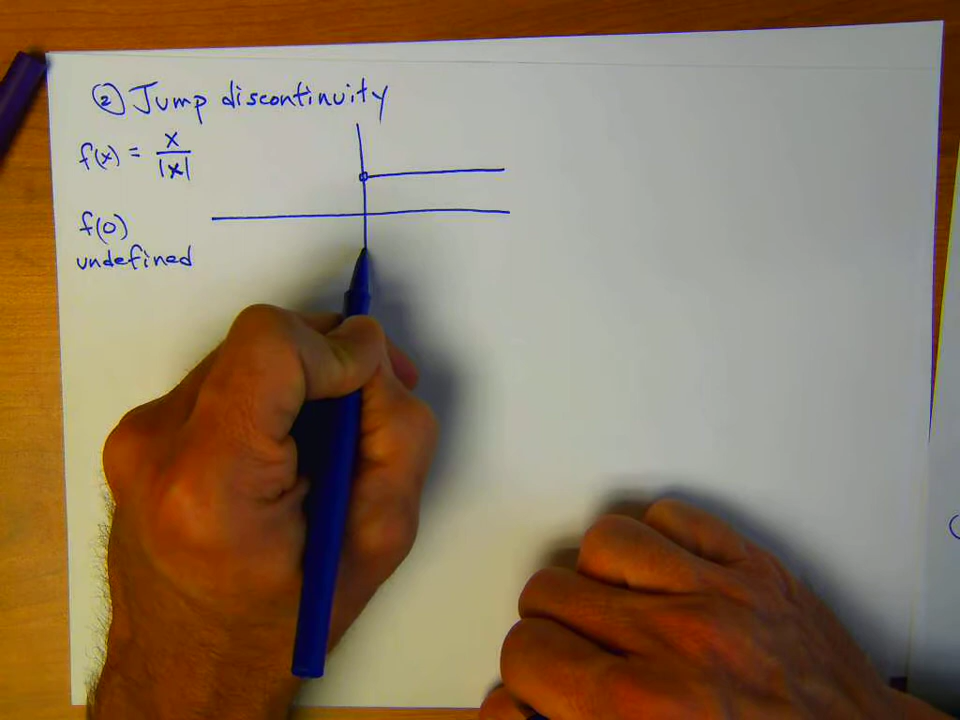 ② Jump discontinuity
f(x) = x/|x|
f(0)
undefined